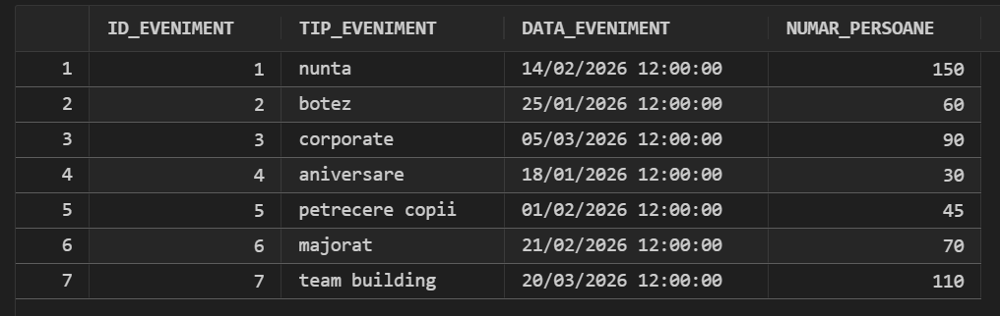 ID_EVENIMENT TIP_EVENIMENT DATA_EVENIMENT NUMAR_PERSOANE
1 1 nunta 14/02/2026 12:00:00 150
2 2 botez 25/01/2026 12:00:00 60
3 3 corporate 05/03/2026 12:00:00 90
4 4 aniversare 18/01/2026 12:00:00 30
5 5 petrecere copii 01/02/2026 12:00:00 45
6 6 majorat 21/02/2026 12:00:00 70
7 7 team building 20/03/2026 12:00:00 110